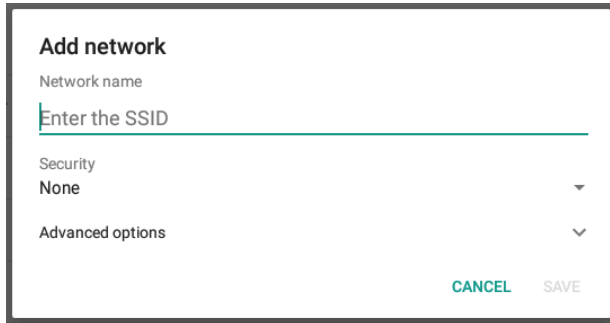 Add network
Network name
Enter the SSID
Security
None
Advanced options
CANCEL SAVE